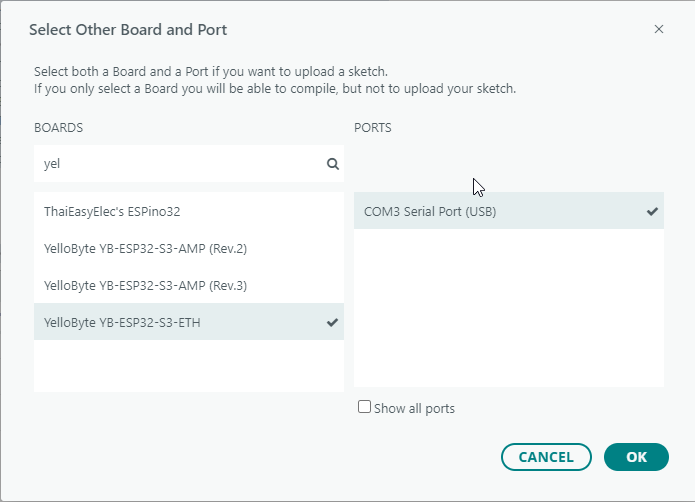 Select Other Board and Port
Select both a Board and a Port if you want to upload a sketch.
If you only select a Board you will be able to compile, but not to upload your sketch.
BOARDS
yel
ThaiEasyElec's ESPino32
YelloByte YB-ESP32-S3-AMP (Rev.2)
YelloByte YB-ESP32-S3-AMP (Rev.3)
YelloByte YB-ESP32-S3-ETH
PORTS
COM3 Serial Port (USB)
Show all ports
CANCEL
OK